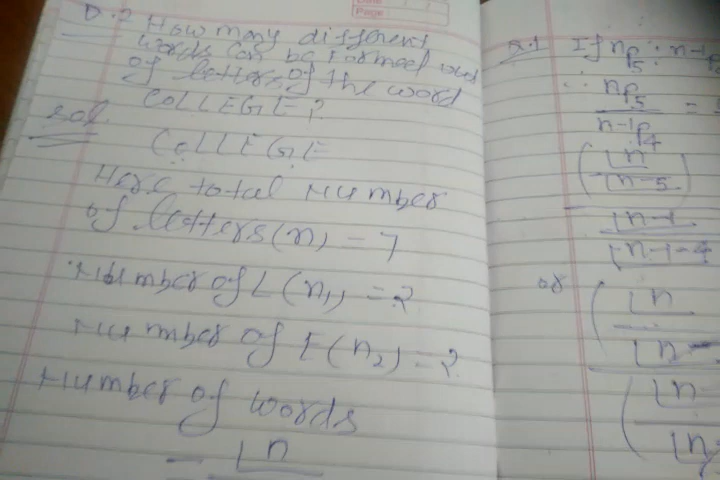 Q.2 How many different
words can be formed out
of letters of the word
COLLEGE?
Sol.
COLLEGE
Here total number
of letters (n) = 7
Number of L (n1) = 2
Number of E (n2) = 2
Number of words
= ⌊n
Q.1 If nP5 : n-1P
∴ nP5
n-1P4 =
(⌊n
⌊n-5)
⌊n-1
⌊n-1-4
or
(⌊n
⌊n-
(⌊n-
⌊n-